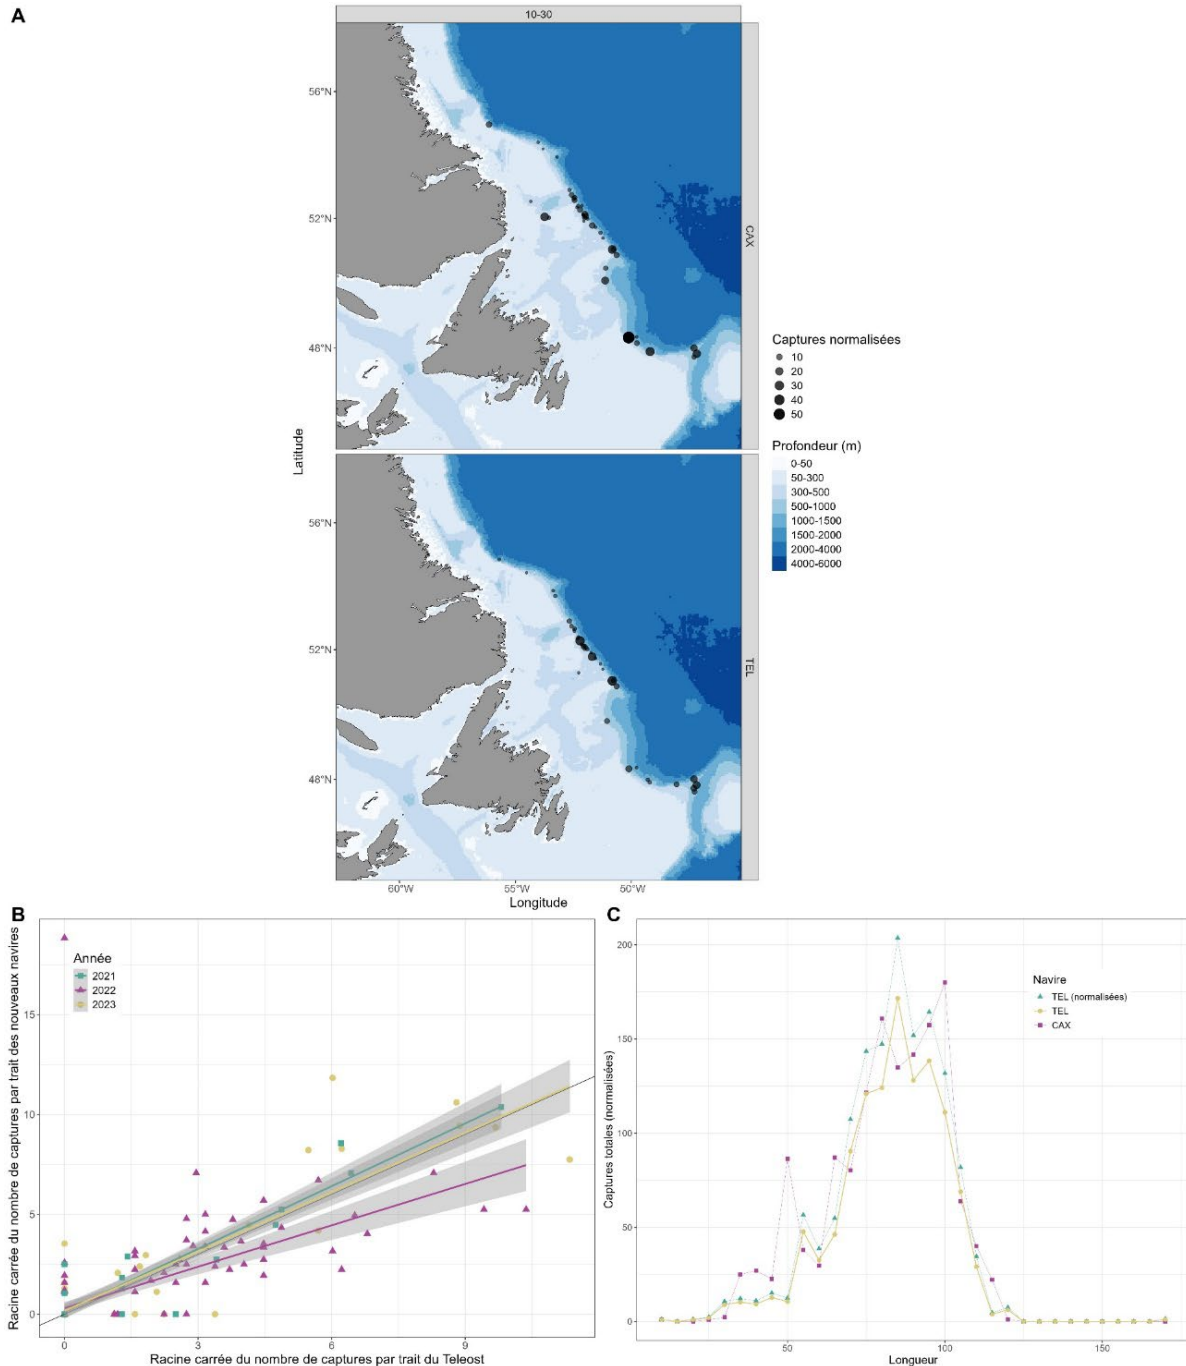 A
10-30
56°N
52°N
48°N
CAX
Latitude
56°N
52°N
48°N
TEL
60°W
55°W
50°W
Longitude
Captures normalisées
10
20
30
40
50
Profondeur (m)
0-50
50-300
300-500
500-1000
1000-1500
1500-2000
2000-4000
4000-6000
B
Racine carrée du nombre de captures par trait des nouveaux navires
15
10
5
0
Année
2021
2022
2023
0
3
6
9
Racine carrée du nombre de captures par trait du Teleost
C
Captures totales (normalisées)
200
150
100
50
0
Navire
TEL (normalisées)
TEL
CAX
50
100
150
Longueur